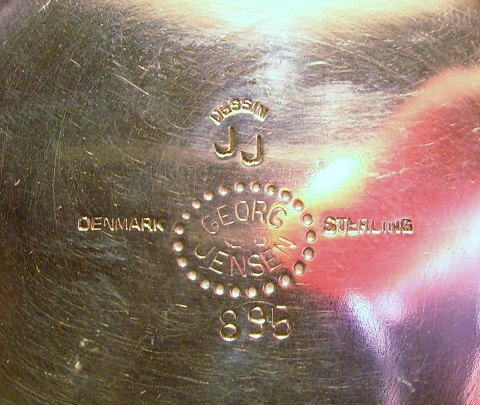 DESSIN
JJ
DENMARK GEORG JENSEN STERLING
895